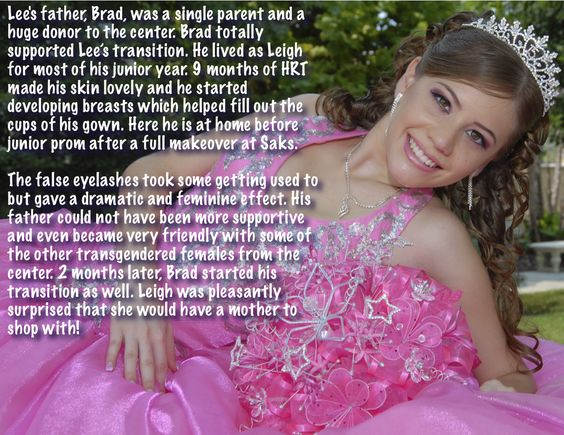 Lee's father, Brad, was a single parent and a
huge donor to the center. Brad totally
supported Lee's transition. He lived as Leigh
for most of his junior year. 9 months of HRT
made his skin lovely and he started
developing breasts which helped fill out the
cups of his gown. Here he is at home before
junior prom after a full makeover at Saks.
The false eyelashes took some getting used to
but gave a dramatic and feminine effect. His
father could not have been more supportive
and even became very friendly with some of
the other transgendered females from the
center. 2 months later, Brad started his
transition as well. Leigh was pleasantly
surprised that she would have a mother to
shop with!